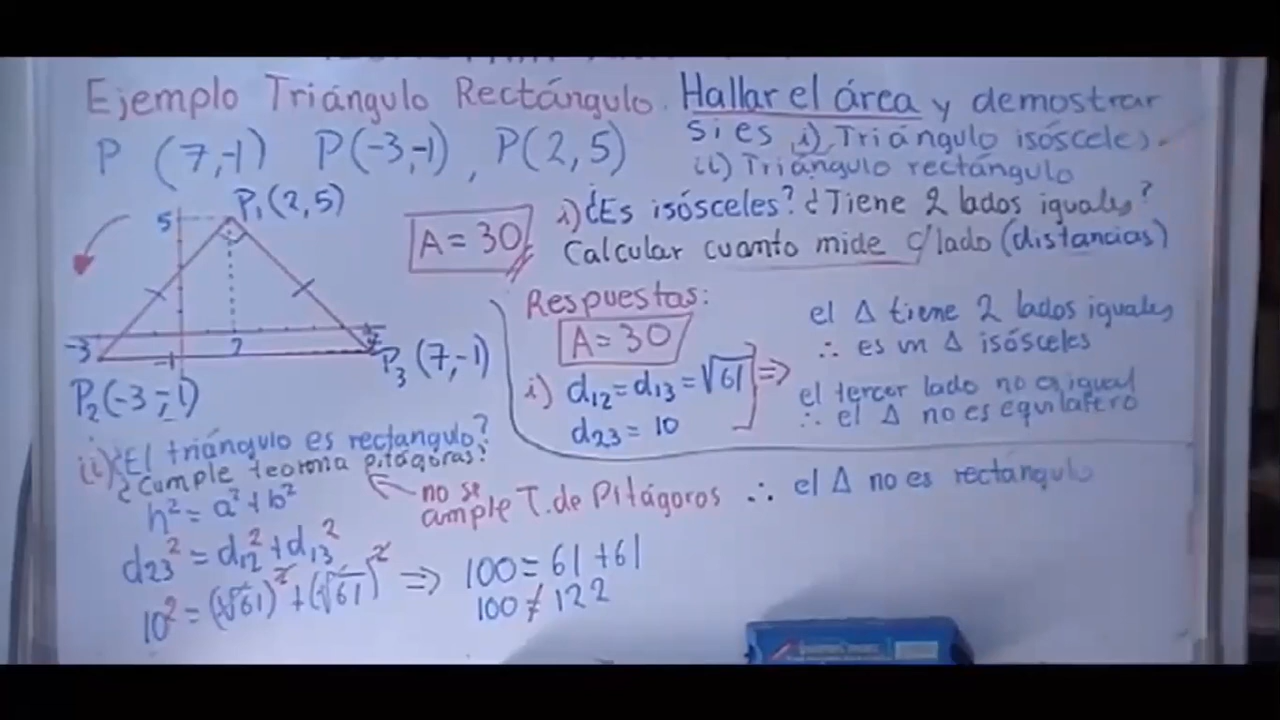 Ejemplo Triángulo Rectángulo. Hallar el área y demostrar
si es i) Triángulo isósceles.
ii) Triángulo rectángulo
P (7,-1) P(-3,-1), P(2,5)
P₁(2,5)
5
-3
-1
2
7
P₂(-3,-1)
P₃(7,-1)
A = 30
i) ¿Es isósceles? ¿Tiene 2 lados iguales?
Calcular cuanto mide c/lado (distancias)
Respuestas:
A = 30
i) d₁₂ = d₁₃ = √61 ⇒
d₂₃ = 10
el Δ tiene 2 lados iguales
∴ es un Δ isósceles
el tercer lado no es igual
∴ el Δ no es equilatero
ii) ¿El triángulo es rectangulo?
¿Cumple teorema pitágoras?
h² = a² + b²
d₂₃² = d₁₂² + d₁₃²
10² = (√61)² + (√61)² ⇒ 100 = 61 + 61
100 ≠ 122
no se
cumple T. de Pitágoros ∴ el Δ no es rectángulo